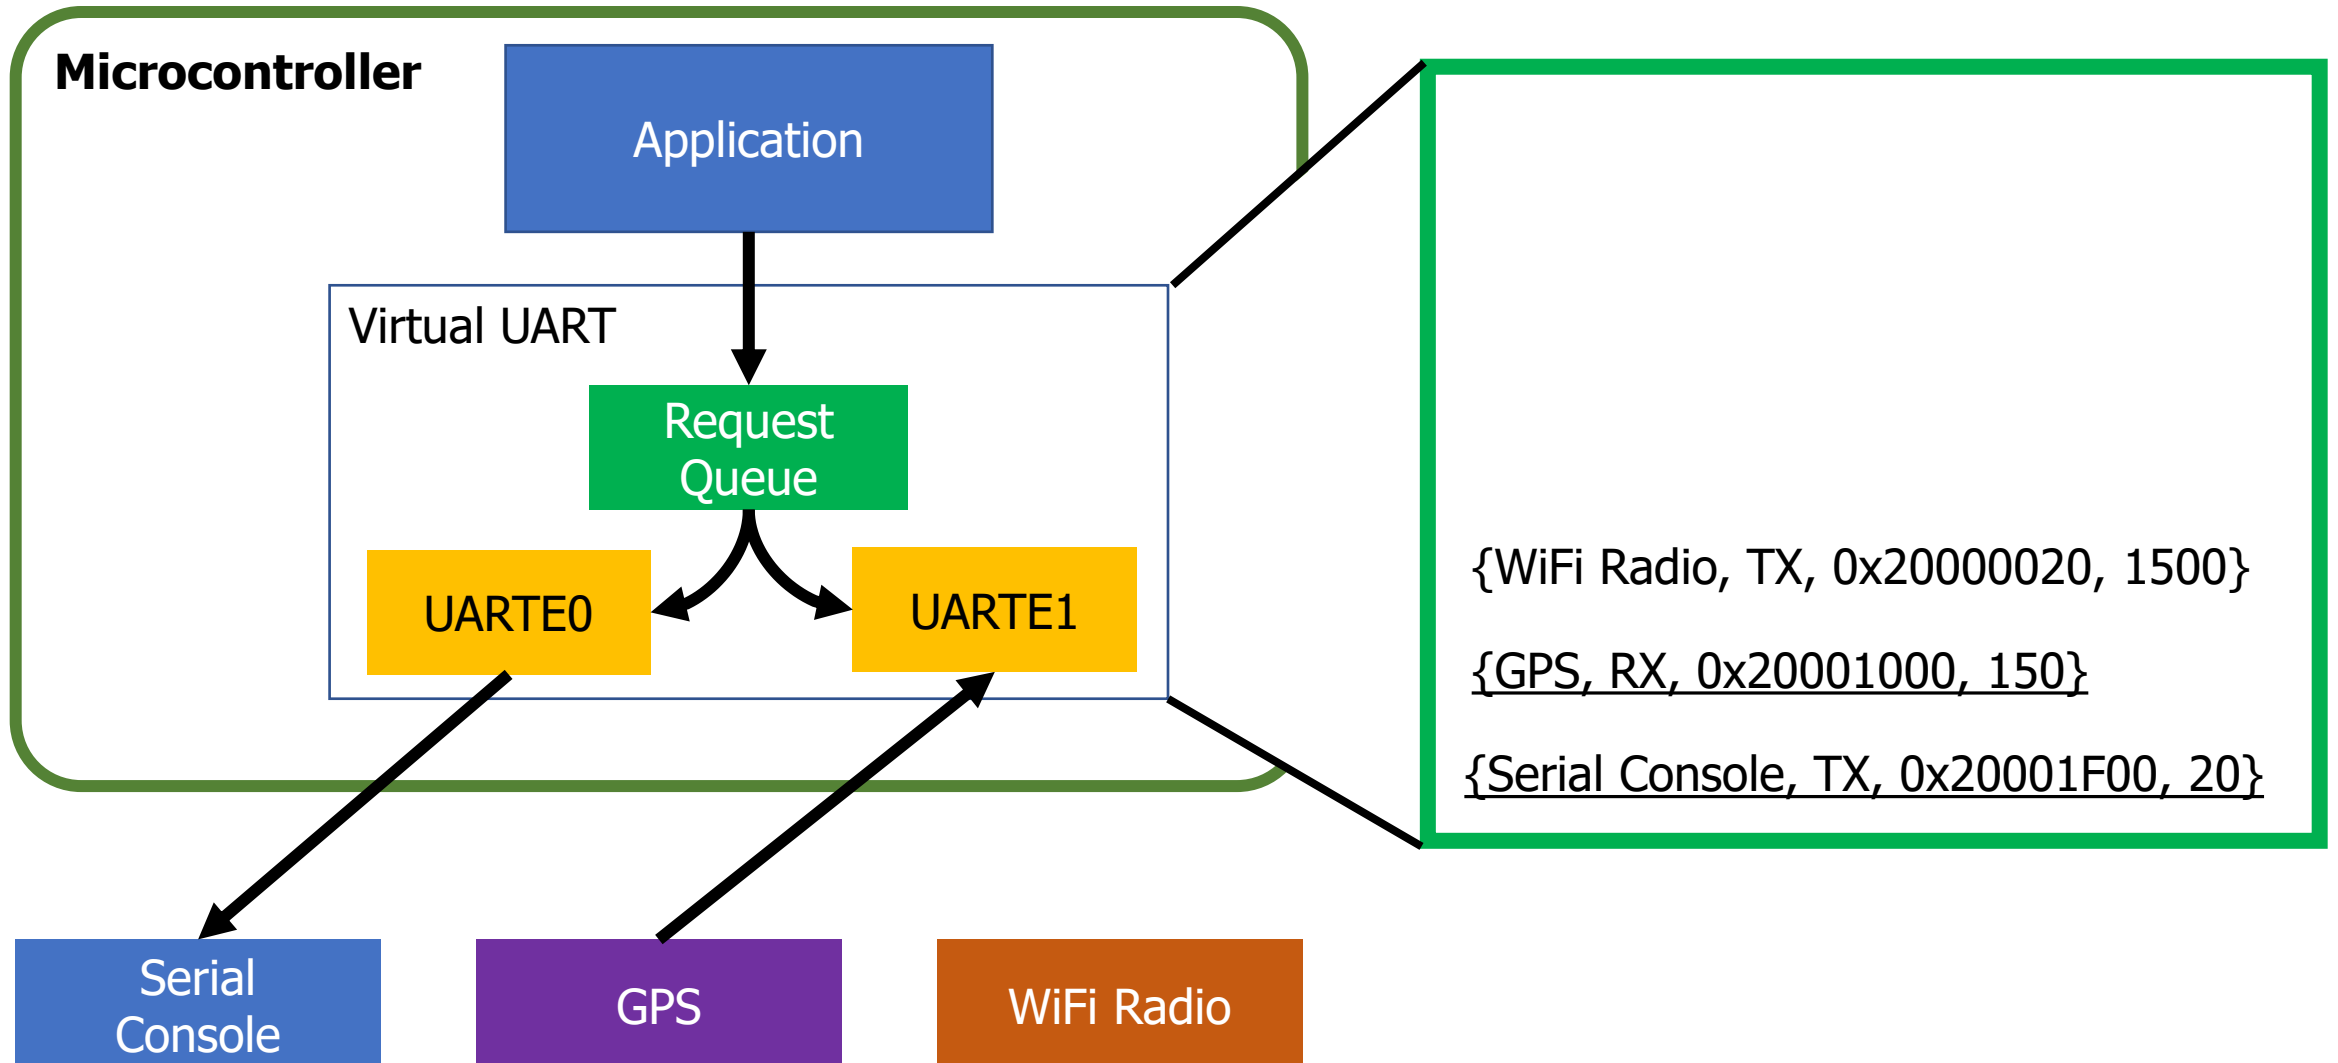 Microcontroller
Application
Virtual UART
Request
Queue
UARTE0
UARTE1
{WiFi Radio, TX, 0x20000020, 1500}
{GPS, RX, 0x20001000, 150}
{Serial Console, TX, 0x20001F00, 20}
Serial
Console
GPS
WiFi Radio